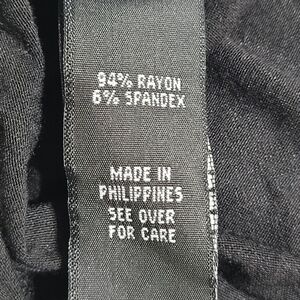 94% RAYON
6% SPANDEX
MADE IN
PHILIPPINES
SEE OVER
FOR CARE